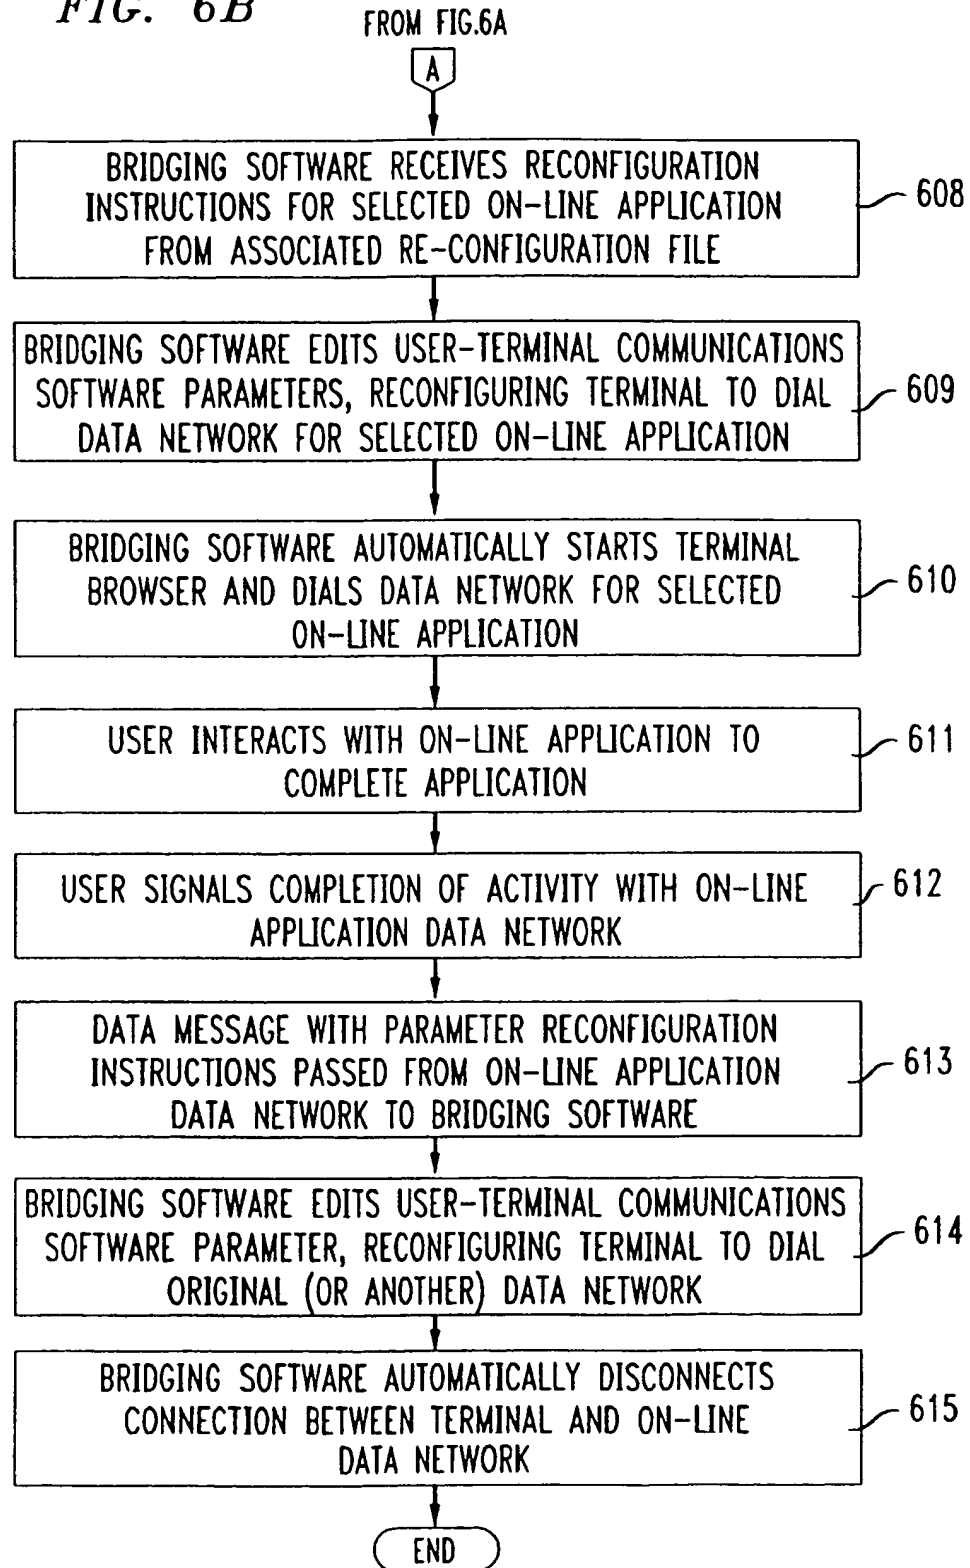 FIG. 6B
FROM FIG.6A
A
BRIDGING SOFTWARE RECEIVES RECONFIGURATION
INSTRUCTIONS FOR SELECTED ON-LINE APPLICATION
FROM ASSOCIATED RE-CONFIGURATION FILE
608
BRIDGING SOFTWARE EDITS USER-TERMINAL COMMUNICATIONS
SOFTWARE PARAMETERS, RECONFIGURING TERMINAL TO DIAL
DATA NETWORK FOR SELECTED ON-LINE APPLICATION
609
BRIDGING SOFTWARE AUTOMATICALLY STARTS TERMINAL
BROWSER AND DIALS DATA NETWORK FOR SELECTED
ON-LINE APPLICATION
610
USER INTERACTS WITH ON-LINE APPLICATION TO
COMPLETE APPLICATION
611
USER SIGNALS COMPLETION OF ACTIVITY WITH ON-LINE
APPLICATION DATA NETWORK
612
DATA MESSAGE WITH PARAMETER RECONFIGURATION
INSTRUCTIONS PASSED FROM ON-LINE APPLICATION
DATA NETWORK TO BRIDGING SOFTWARE
613
BRIDGING SOFTWARE EDITS USER-TERMINAL COMMUNICATIONS
SOFTWARE PARAMETER, RECONFIGURING TERMINAL TO DIAL
ORIGINAL (OR ANOTHER) DATA NETWORK
614
BRIDGING SOFTWARE AUTOMATICALLY DISCONNECTS
CONNECTION BETWEEN TERMINAL AND ON-LINE
DATA NETWORK
615
END